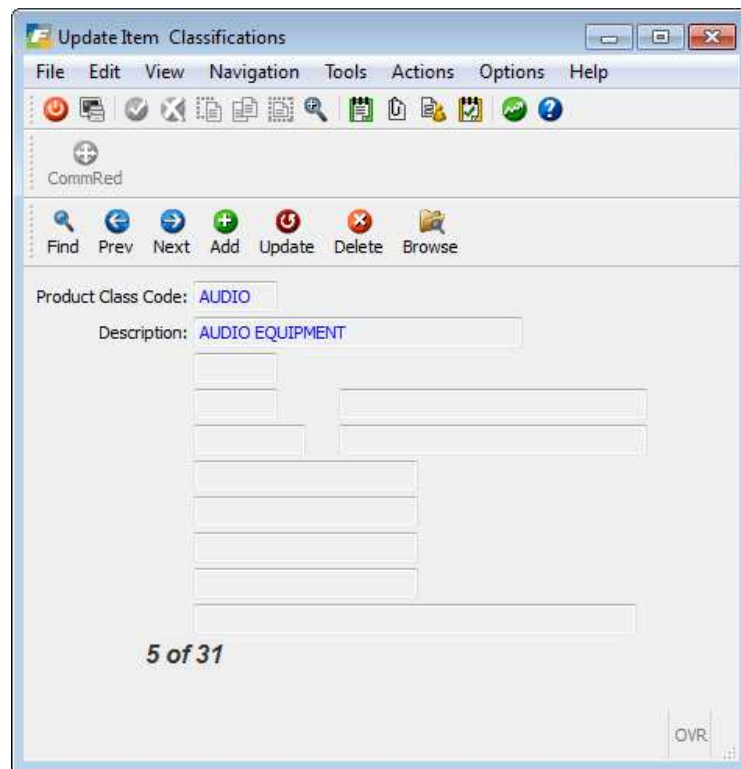 Update Item Classifications
File Edit View Navigation Tools Actions Options Help
CommRed
Find Prev Next Add Update Delete Browse
Product Class Code: AUDIO
Description: AUDIO EQUIPMENT
5 of 31
OVR